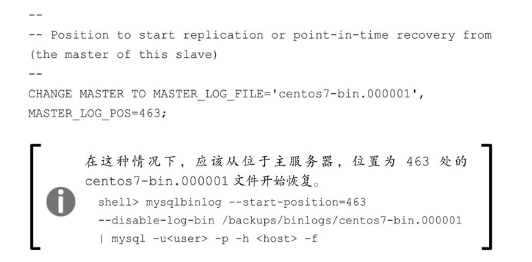 --
-- Position to start replication or point-in-time recovery from
(the master of this slave)
--
CHANGE MASTER TO MASTER_LOG_FILE='centos7-bin.000001',
MASTER_LOG_POS=463;
在这种情况下，应该从位于主服务器，位置为 463 处的
centos7-bin.000001 文件开始恢复。
shell> mysqlbinlog --start-position=463
--disable-log-bin /backups/binlogs/centos7-bin.000001
| mysql -u<user> -p -h <host> -f